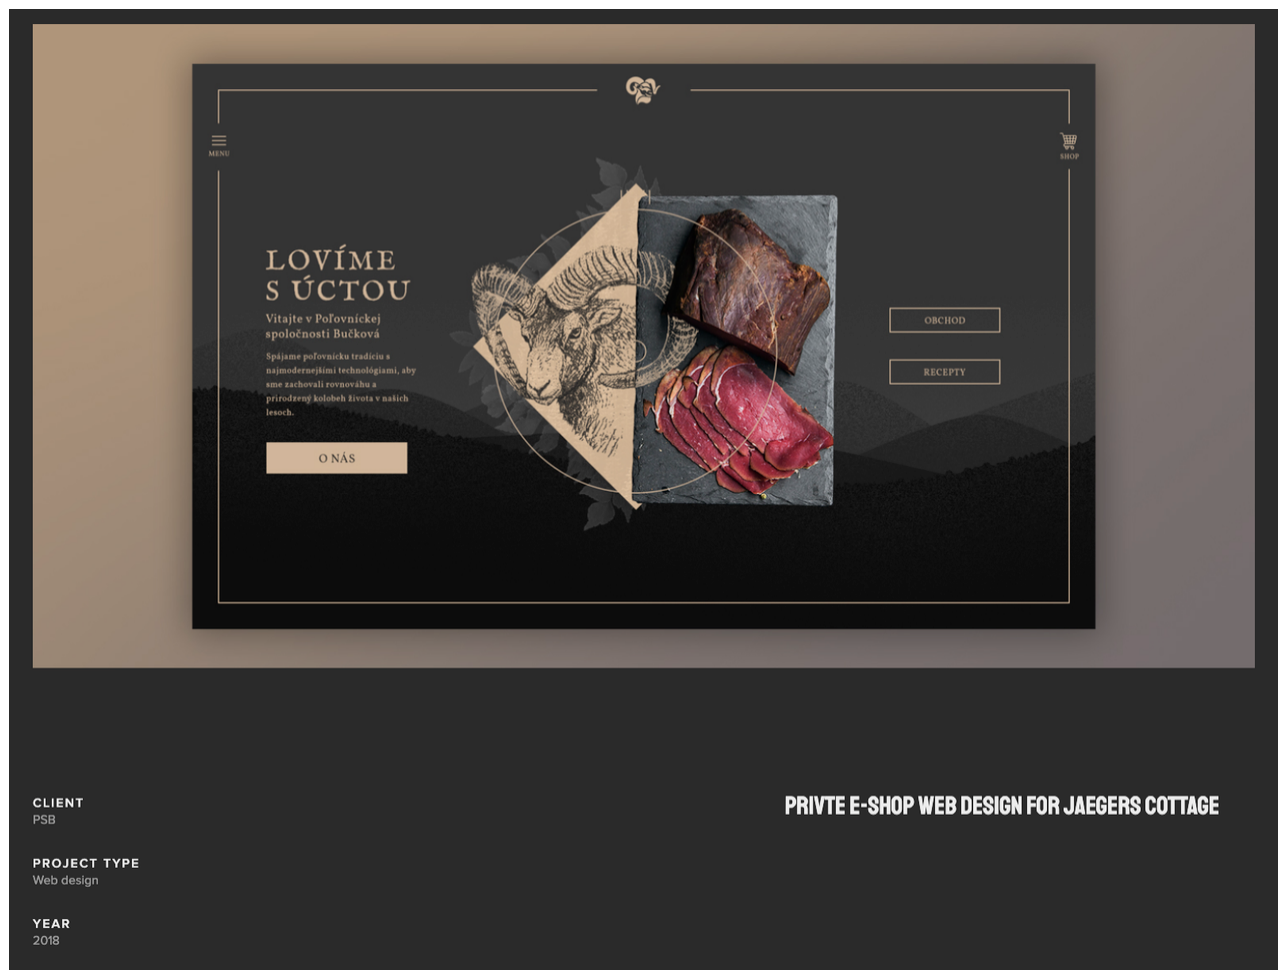 MENU
SHOP
LOVÍME
S ÚCTOU
Vitajte v Poľovníckej
spoločnosti Bučková
Spájame poľovnícku tradíciu s
najmodernejšími technológiami, aby
sme zachovali rovnováhu a
prirodzený kolobeh života v našich
lesoch.
O NÁS
OBCHOD
RECEPTY
CLIENT
PSB
PROJECT TYPE
Web design
YEAR
2018
PRIVTE E-SHOP WEB DESIGN FOR JAEGERS COTTAGE